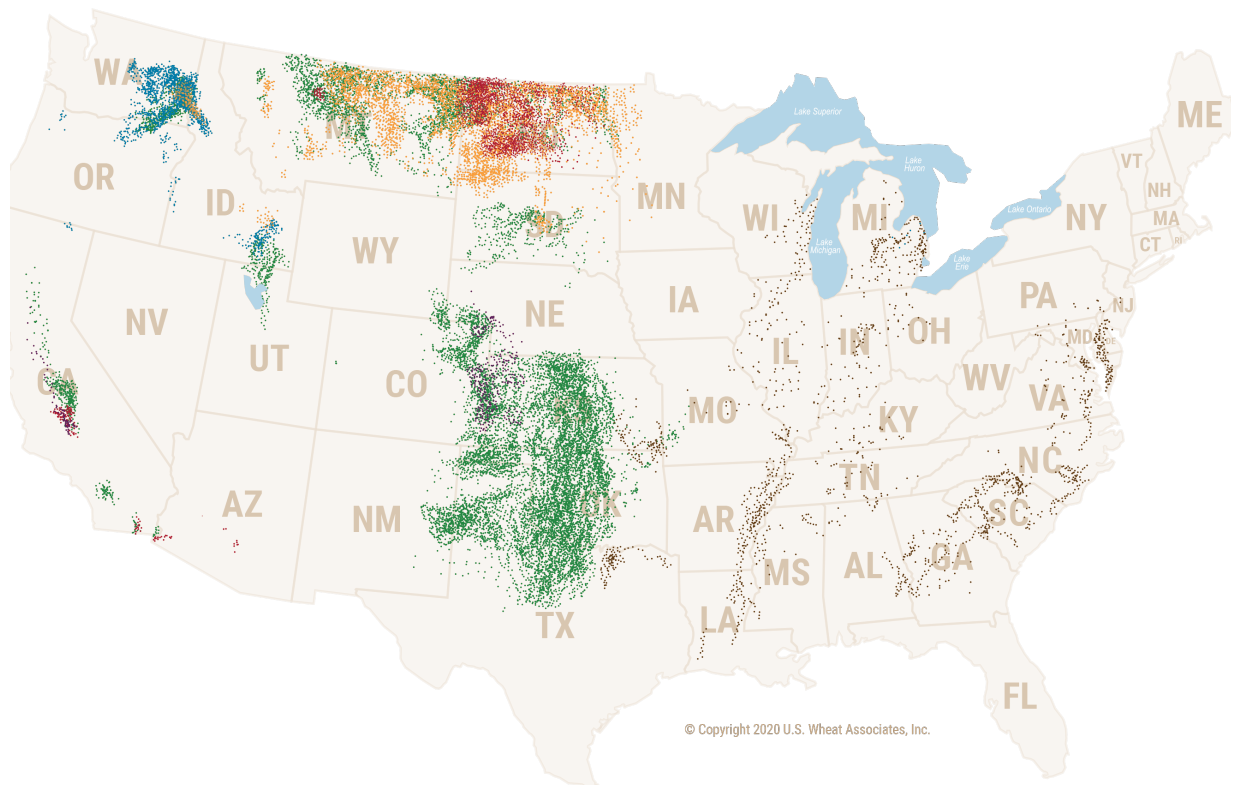 WA
ME
MT
ND
Lake Superior
VT
Lake
Huron
OR
NH
ID
MN
Lake Ontario
WI
MI
NY
MA
SD
WY
CT
RI
Lake
Michigan
Lake
Erie
PA
IA
NE
NJ
NV
OH
MD
DE
IN
IL
UT
CO
CA
WV
VA
MO
KY
NC
TN
OK
AZ
NM
AR
SC
GA
MS
AL
LA
TX
FL
© Copyright 2020 U.S. Wheat Associates, Inc.